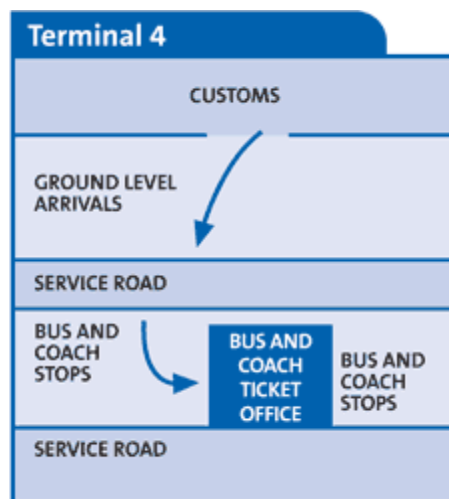 Terminal 4
CUSTOMS
GROUND LEVEL
ARRIVALS
SERVICE ROAD
BUS AND
COACH
STOPS
BUS AND
COACH
TICKET
OFFICE
BUS AND
COACH
STOPS
SERVICE ROAD